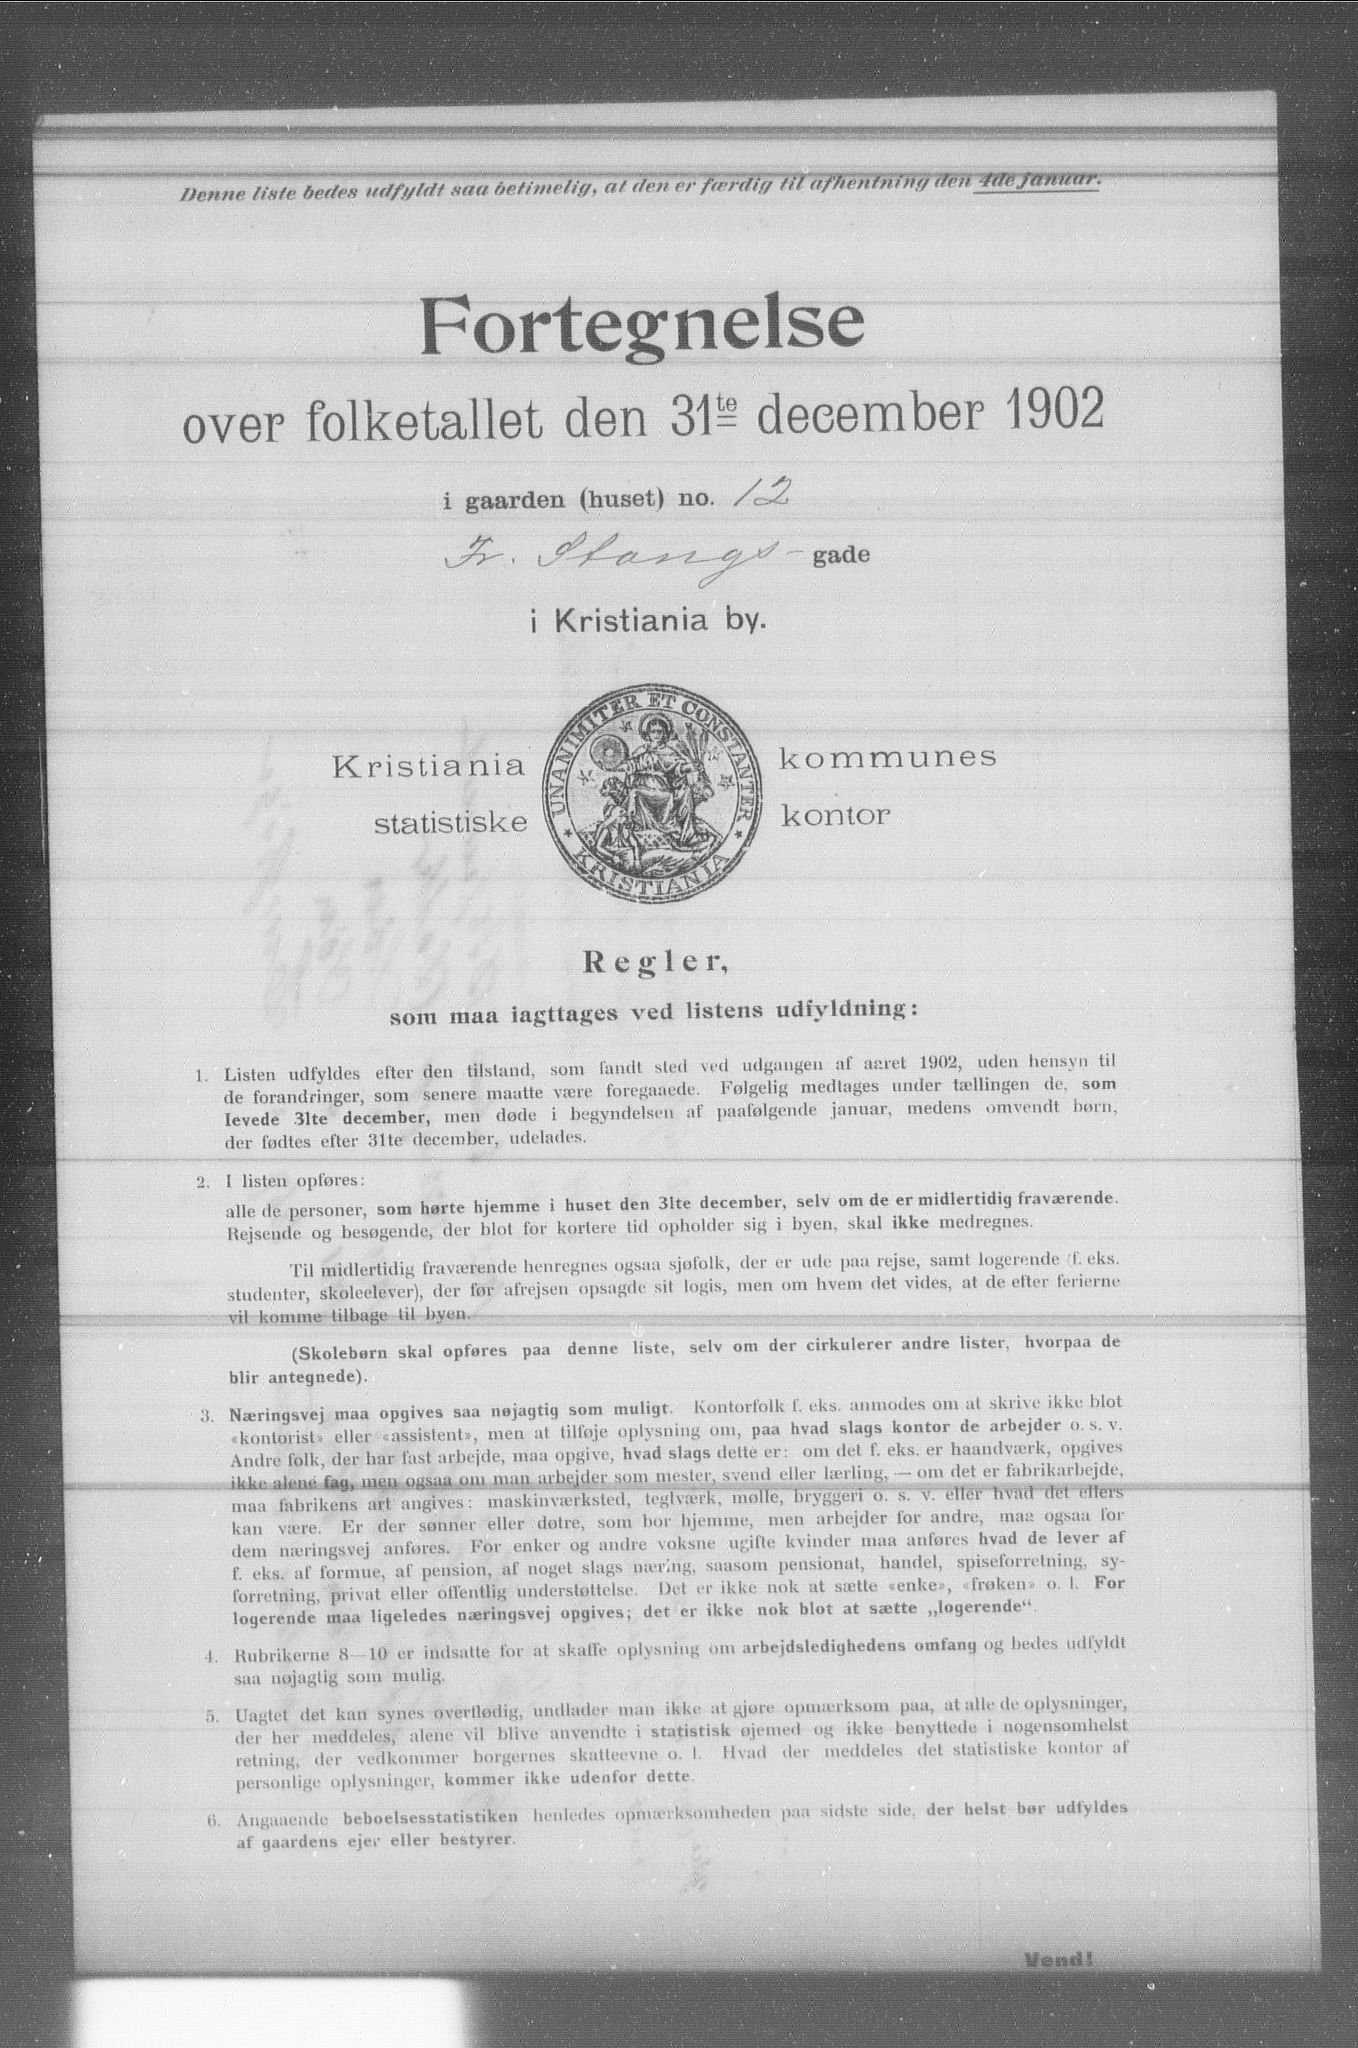 Denne liste bedes udfyldt saa betimelig, at den er færdig til afhentning den 4de januar.
Fortegnelse
over folketallet den 31te december 1902
i gaarden (huset) no. 12
Fr. Stangs- gade
i Kristiania by.
UNANIMITER ET CONSTANTER
Kristiania kommunes
statistiske kontor
* KRISTIANIA *
Regler,
som maa iagttages ved listens udfyldning:
1. Listen udfyldes efter den tilstand, som fandt sted ved udgangen af aaret 1902, uden hensyn til
de forandringer, som senere maatte være foregaaede. Følgelig medtages under tællingen de, som
levede 31te december, men døde i begyndelsen af paafølgende januar, medens omvendt børn,
der fødtes efter 31te december, udelades.
2. I listen opføres:
alle de personer, som hørte hjemme i huset den 31te december, selv om de er midlertidig fraværende.
Rejsende og besøgende, der blot for kortere tid opholder sig i byen, skal ikke medregnes.
Til midlertidig fraværende henregnes ogsaa sjøfolk, der er ude paa rejse, samt logerende (f. eks.
studenter, skoleelever), der før afrejsen opsagde sit logis, men om hvem det vides, at de efter ferierne
vil komme tilbage til byen.
(Skolebørn skal opføres paa denne liste, selv om der cirkulerer andre lister, hvorpaa de
blir antegnede).
3. Næringsvej maa opgives saa nøjagtig som muligt. Kontorfolk f. eks. anmodes om at skrive ikke blot
«kontorist» eller «assistent», men at tilføje oplysning om, paa hvad slags kontor de arbejder o. s. v.
Andre folk, der har fast arbejde, maa opgive, hvad slags dette er: om det f. eks. er haandværk, opgives
ikke alene fag, men ogsaa om man arbejder som mester, svend eller lærling, — om det er fabrikarbejde,
maa fabrikens art angives: maskinværksted, teglværk, mølle, bryggeri o. s. v. eller hvad det ellers
kan være. Er der sønner eller døtre, som bor hjemme, men arbejder for andre, maa ogsaa for
dem næringsvej anføres. For enker og andre voksne ugifte kvinder maa anføres hvad de lever af
f. eks. af formue, af pension, af noget slags næring, saasom pensionat, handel, spiseforretning, sy-
forretning, privat eller offentlig understøttelse. Det er ikke nok at sætte «enke», «frøken» o. l. For
logerende maa ligeledes næringsvej opgives; det er ikke nok blot at sætte „logerende“.
4. Rubrikerne 8—10 er indsatte for at skaffe oplysning om arbejdsledighedens omfang og bedes udfyldt
saa nøjagtig som mulig.
5. Uagtet det kan synes overflødig, undlader man ikke at gjøre opmærksom paa, at alle de oplysninger,
der her meddeles, alene vil blive anvendte i statistisk øjemed og ikke benyttede i nogensomhelst
retning, der vedkommer borgernes skatteevne o. l. Hvad der meddeles det statistiske kontor af
personlige oplysninger, kommer ikke udenfor dette.
6. Angaaende beboelsesstatistiken henledes opmærksomheden paa sidste side, der helst bør udfyldes
af gaardens ejer eller bestyrer.
Vend!